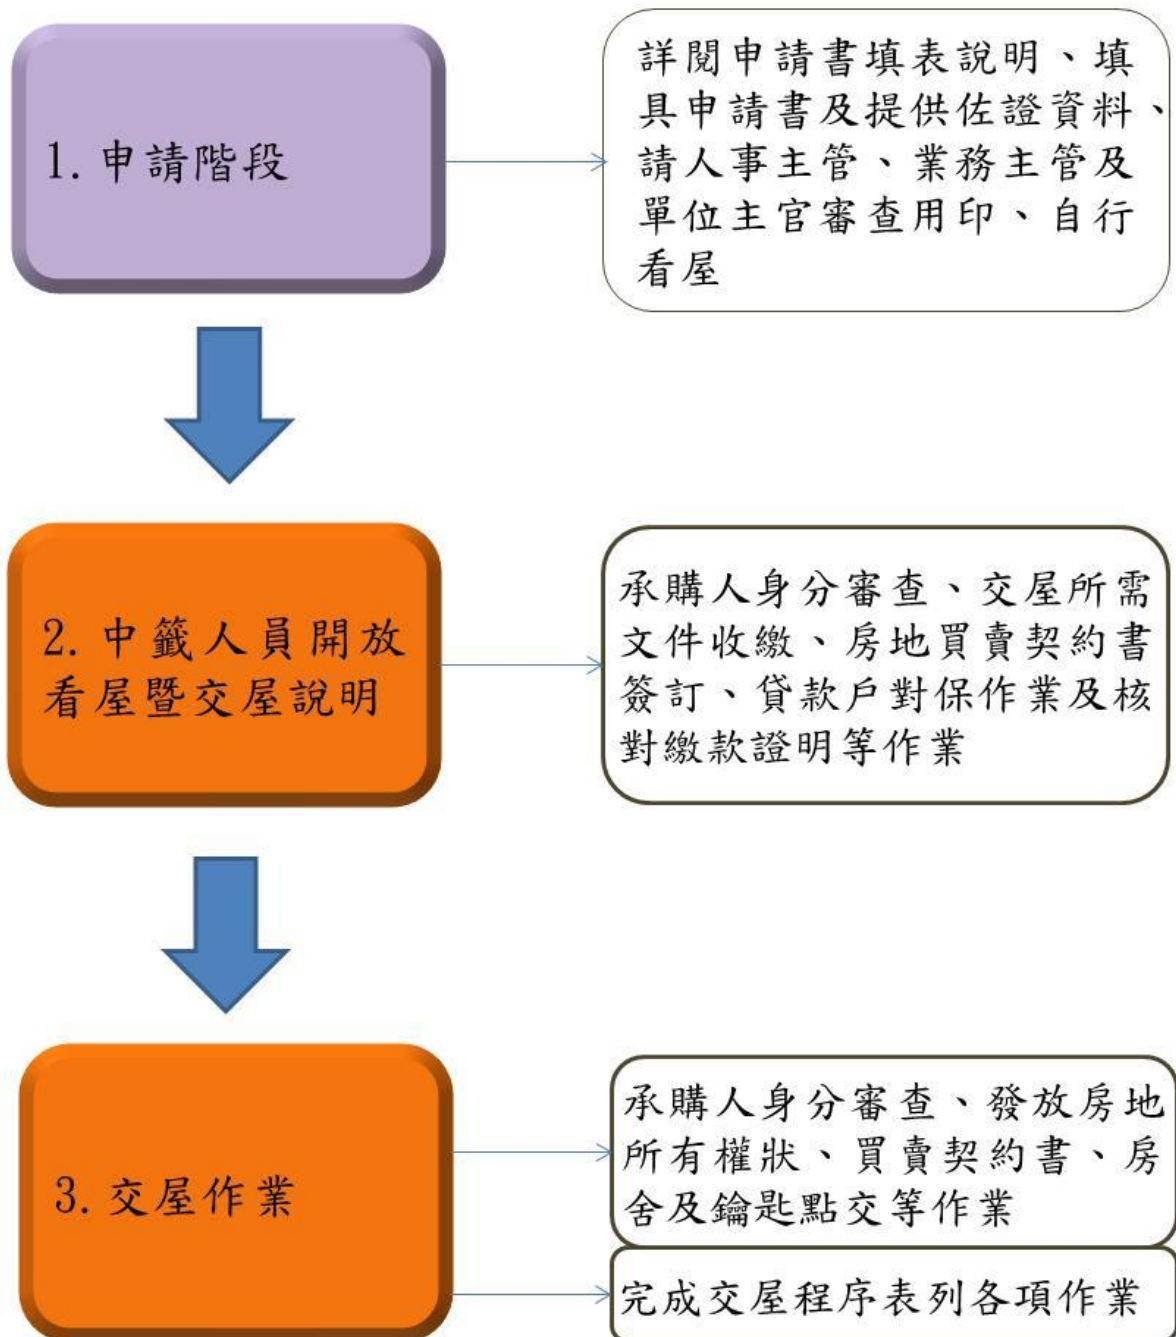 1. 申請階段
詳閱申請書填表說明、填
具申請書及提供佐證資料、
請人事主管、業務主管及
單位主官審查用印、自行
看屋
2. 中籤人員開放
看屋暨交屋說明
承購人身分審查、交屋所需
文件收繳、房地買賣契約書
簽訂、貸款戶對保作業及核
對繳款證明等作業
3. 交屋作業
承購人身分審查、發放房地
所有權狀、買賣契約書、房
舍及鑰匙點交等作業
完成交屋程序表列各項作業